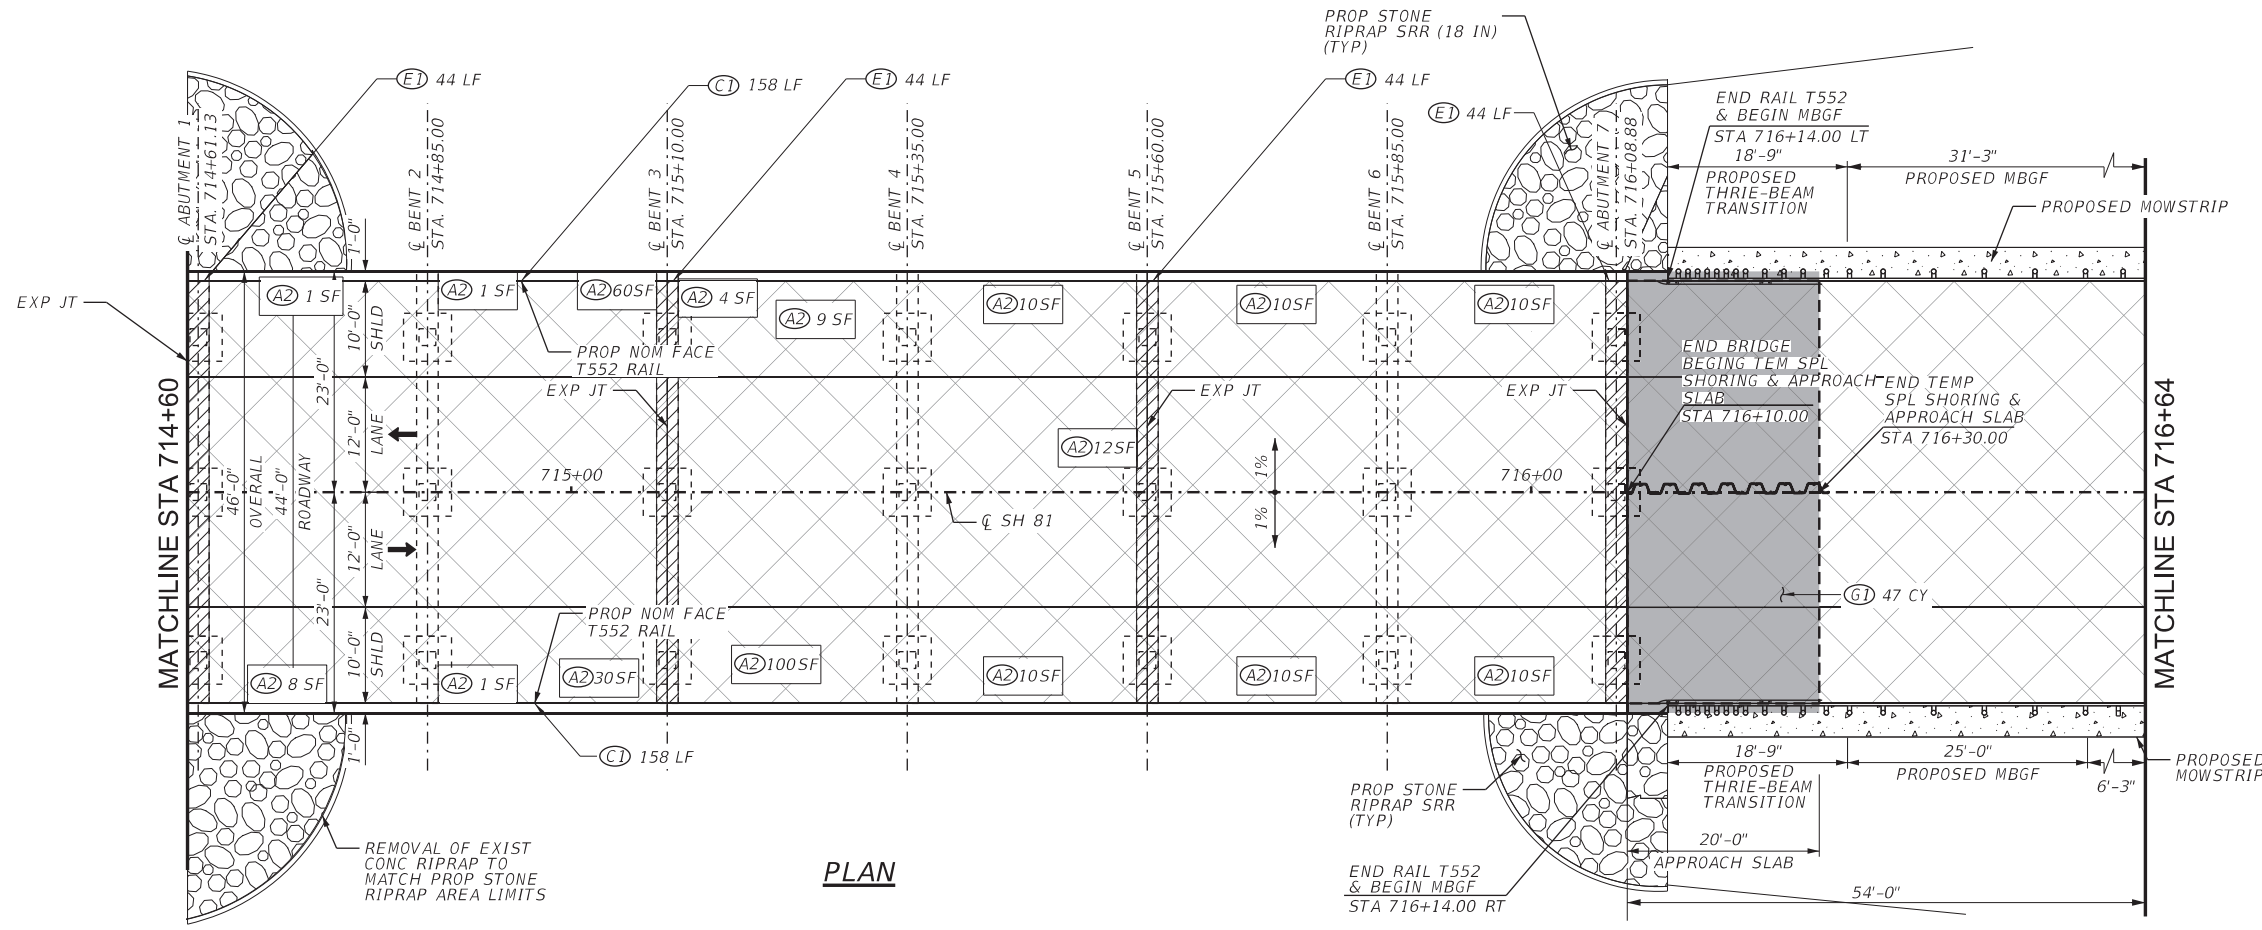 PROP STONE
RIPRAP SRR (18 IN)
(TYP)
E1 44 LF
C1 158 LF
E1 44 LF
E1 44 LF
E1 44 LF
END RAIL T552
& BEGIN MBGF
STA 716+14.00 LT
18'-9"
31'-3"
PROPOSED
THRIE-BEAM
TRANSITION
PROPOSED MBGF
PROPOSED MOWSTRIP
℄ ABUTMENT 1
STA. 714+61.13
℄ BENT 2
STA. 714+85.00
℄ BENT 3
STA. 715+10.00
℄ BENT 4
STA. 715+35.00
℄ BENT 5
STA. 715+60.00
℄ BENT 6
STA. 715+85.00
℄ ABUTMENT 7
STA. 716+08.88
1'-0"
EXP JT
A2 1 SF
A2 1 SF
A2 60SF
A2 4 SF
A2 9 SF
A2 10SF
A2 10SF
A2 10SF
10'-0"
SHLD
23'-0"
PROP NOM FACE
T552 RAIL
EXP JT
EXP JT
EXP JT
END BRIDGE
BEGING TEM SPL
SHORING & APPROACH
SLAB
STA 716+10.00
END TEMP
SPL SHORING &
APPROACH SLAB
STA 716+30.00
MATCHLINE STA 714+60
MATCHLINE STA 716+64
12'-0"
LANE
46'-0"
OVERALL
44'-0"
ROADWAY
A2 12SF
715+00
716+00
1%
1%
℄ SH 81
12'-0"
LANE
23'-0"
10'-0"
SHLD
PROP NOM FACE
T552 RAIL
G1 47 CY
A2 8 SF
A2 1 SF
A2 30SF
A2 100SF
A2 10SF
A2 10SF
A2 10SF
1'-0"
C1 158 LF
18'-9"
25'-0"
PROPOSED
THRIE-BEAM
TRANSITION
PROPOSED MBGF
6'-3"
PROPOSED
MOWSTRIP
PROP STONE
RIPRAP SRR
(TYP)
20'-0"
APPROACH SLAB
REMOVAL OF EXIST
CONC RIPRAP TO
MATCH PROP STONE
RIPRAP AREA LIMITS
PLAN
END RAIL T552
& BEGIN MBGF
STA 716+14.00 RT
54'-0"